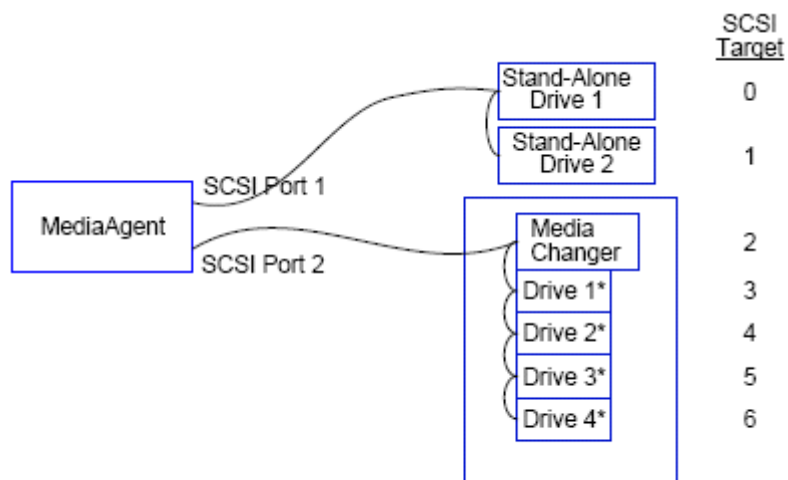 SCSI
Target
Stand-Alone
Drive 1
0
Stand-Alone
Drive 2
1
SCSI Port 1
MediaAgent
SCSI Port 2
Media
Changer
2
Drive 1*
3
Drive 2*
4
Drive 3*
5
Drive 4*
6